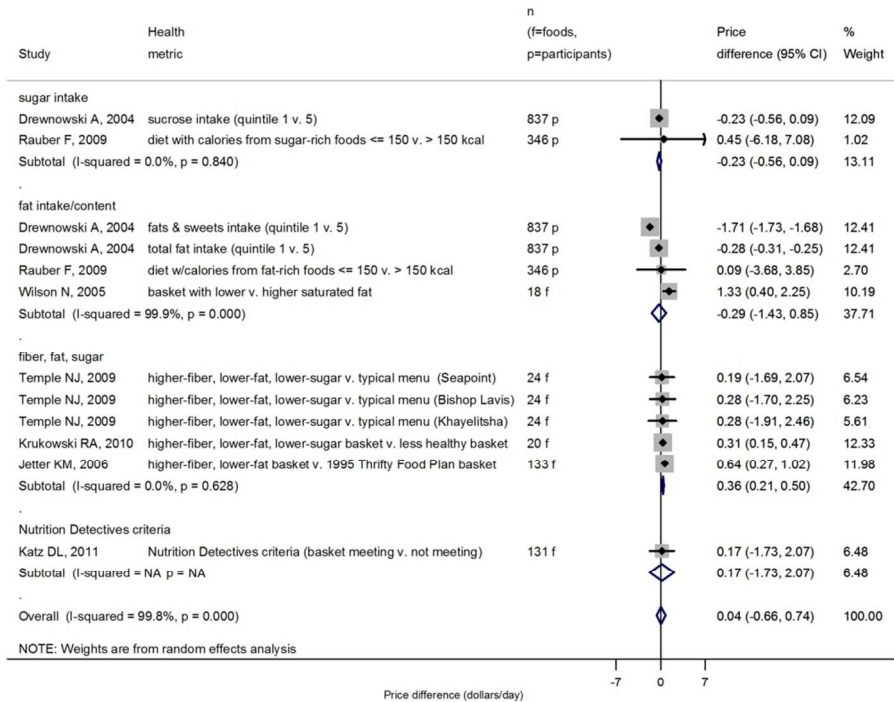 n
Health (f=foods, Price %
Study metric p=participants) difference (95% CI) Weight
sugar intake
Drewnowski A, 2004 sucrose intake (quintile 1 v. 5) 837 p -0.23 (-0.56, 0.09) 12.09
Rauber F, 2009 diet with calories from sugar-rich foods <= 150 v. > 150 kcal 346 p 0.45 (-6.18, 7.08) 1.02
Subtotal (I-squared = 0.0%, p = 0.840) -0.23 (-0.56, 0.09) 13.11
.
fat intake/content
Drewnowski A, 2004 fats & sweets intake (quintile 1 v. 5) 837 p -1.71 (-1.73, -1.68) 12.41
Drewnowski A, 2004 total fat intake (quintile 1 v. 5) 837 p -0.28 (-0.31, -0.25) 12.41
Rauber F, 2009 diet w/calories from fat-rich foods <= 150 v. > 150 kcal 346 p 0.09 (-3.68, 3.85) 2.70
Wilson N, 2005 basket with lower v. higher saturated fat 18 f 1.33 (0.40, 2.25) 10.19
Subtotal (I-squared = 99.9%, p = 0.000) -0.29 (-1.43, 0.85) 37.71
.
fiber, fat, sugar
Temple NJ, 2009 higher-fiber, lower-fat, lower-sugar v. typical menu (Seapoint) 24 f 0.19 (-1.69, 2.07) 6.54
Temple NJ, 2009 higher-fiber, lower-fat, lower-sugar v. typical menu (Bishop Lavis) 24 f 0.28 (-1.70, 2.25) 6.23
Temple NJ, 2009 higher-fiber, lower-fat, lower-sugar v. typical menu (Khayelitsha) 24 f 0.28 (-1.91, 2.46) 5.61
Krukowski RA, 2010 higher-fiber, lower-fat, lower-sugar basket v. less healthy basket 20 f 0.31 (0.15, 0.47) 12.33
Jetter KM, 2006 higher-fiber, lower-fat basket v. 1995 Thrifty Food Plan basket 133 f 0.64 (0.27, 1.02) 11.98
Subtotal (I-squared = 0.0%, p = 0.628) 0.36 (0.21, 0.50) 42.70
.
Nutrition Detectives criteria
Katz DL, 2011 Nutrition Detectives criteria (basket meeting v. not meeting) 131 f 0.17 (-1.73, 2.07) 6.48
Subtotal (I-squared = NA p = NA 0.17 (-1.73, 2.07) 6.48
.
Overall (I-squared = 99.8%, p = 0.000) 0.04 (-0.66, 0.74) 100.00
NOTE: Weights are from random effects analysis
-7 0 7
Price difference (dollars/day)